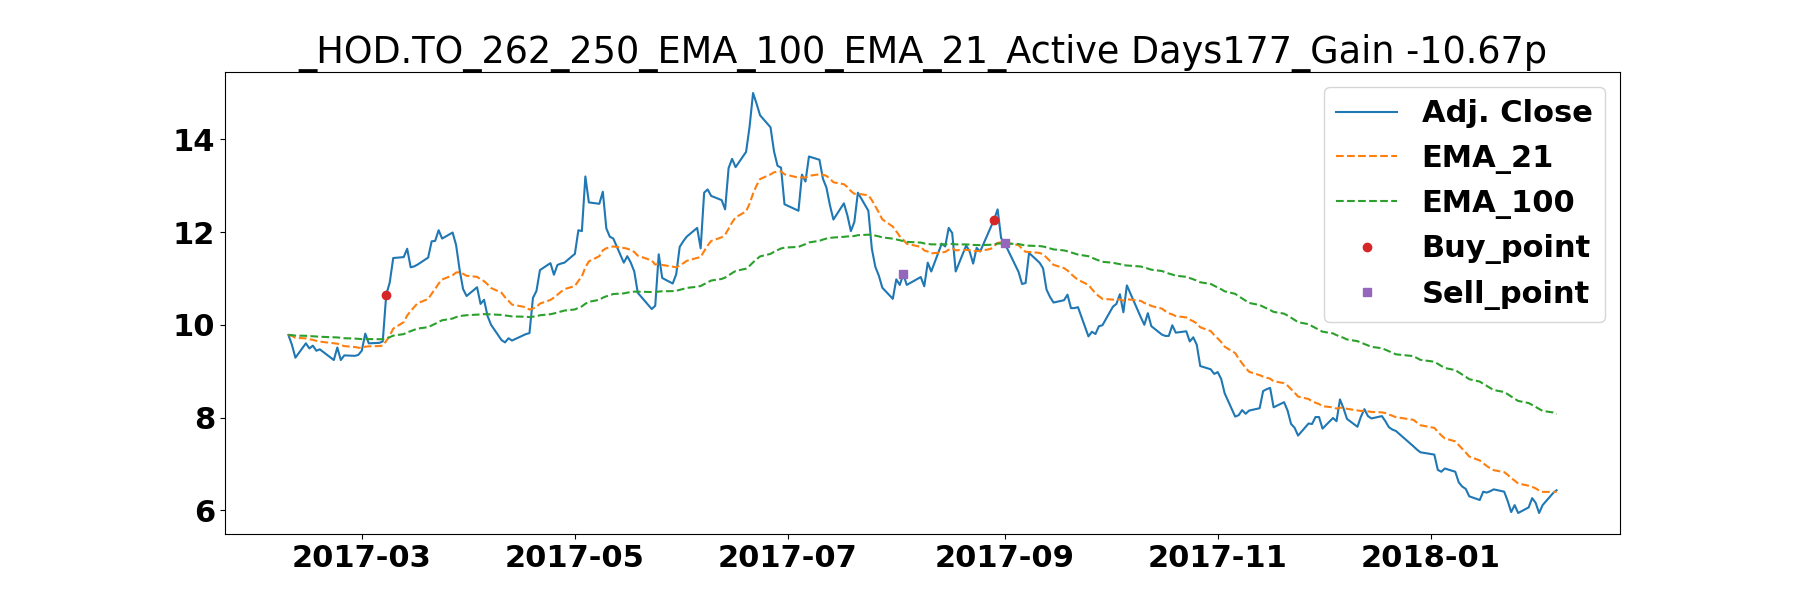 _HOD.TO_262_250_EMA_100_EMA_21_Active Days177_Gain -10.67p
Adj. Close
EMA_21
EMA_100
Buy_point
Sell_point
14
12
10
8
6
2017-03 2017-05 2017-07 2017-09 2017-11 2018-01